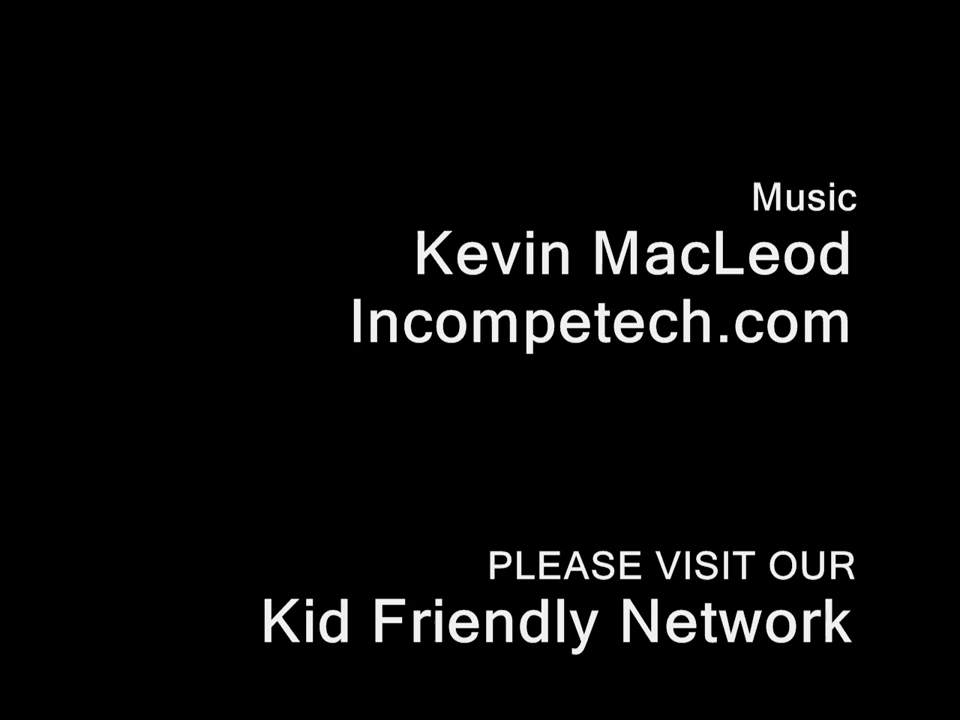 Music
Kevin MacLeod
Incompetech.com
PLEASE VISIT OUR
Kid Friendly Network